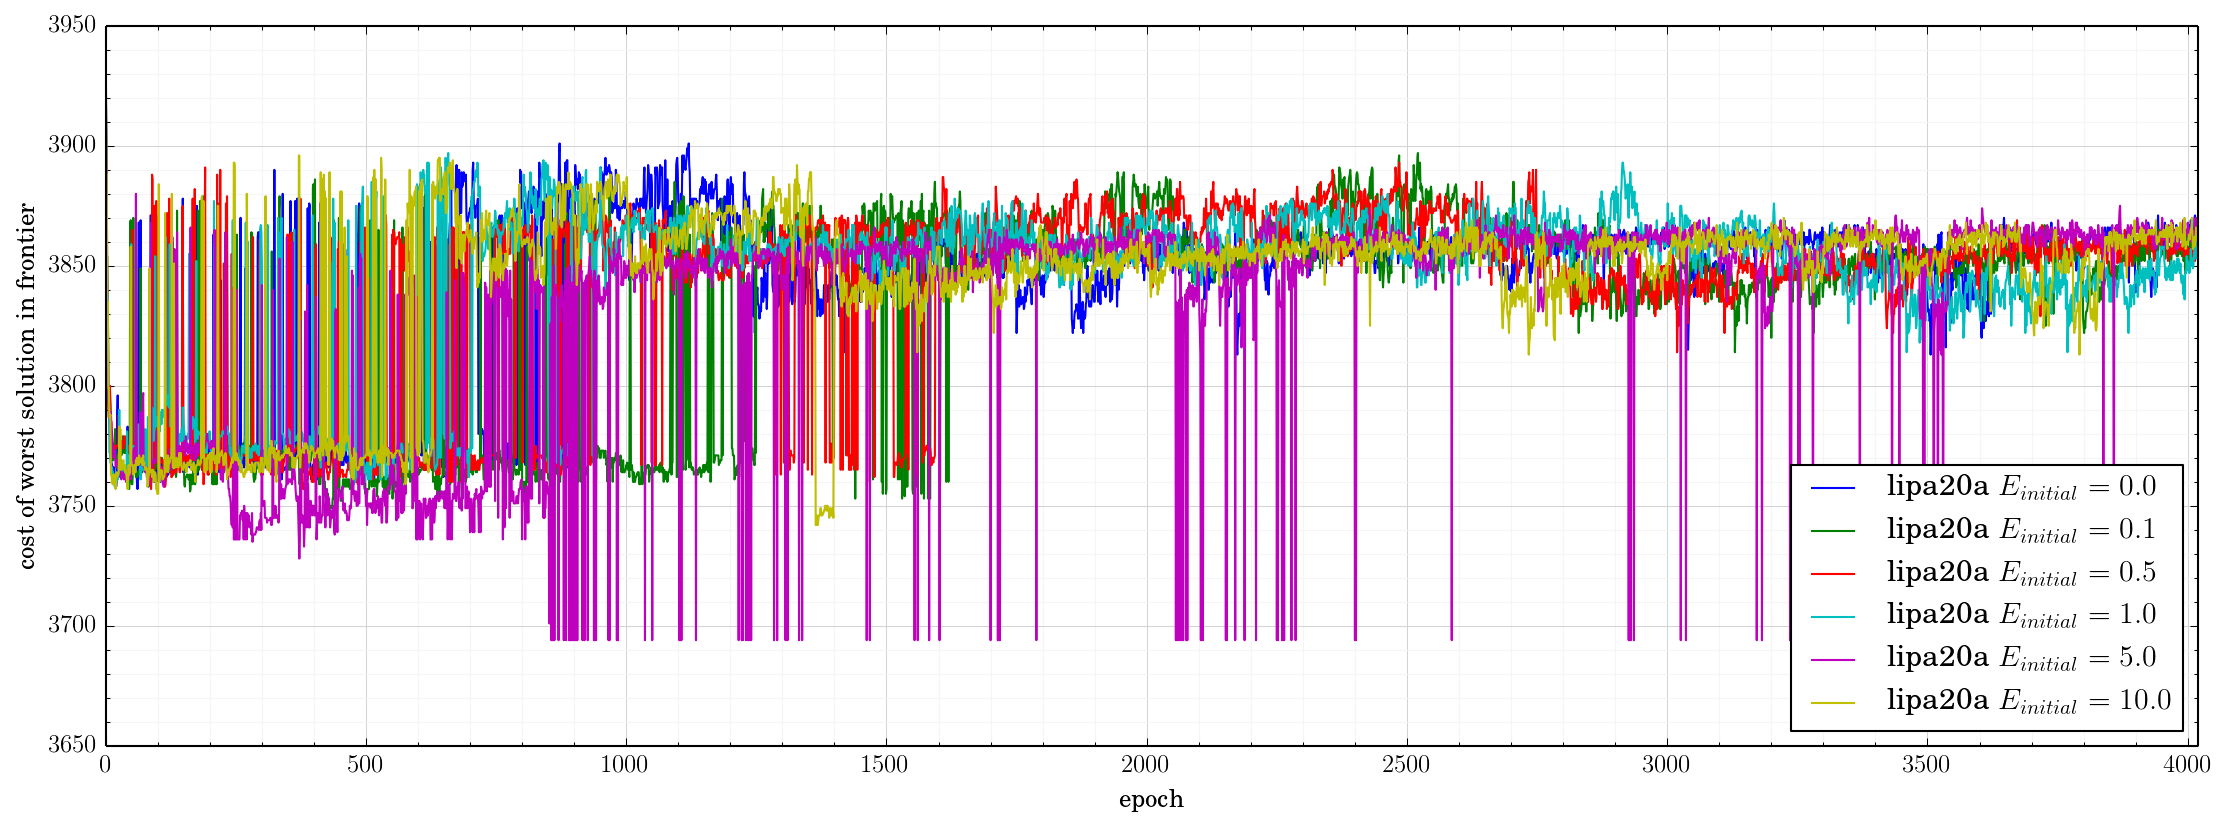 3950
3900
3850
3800
3750
3700
3650
cost of worst solution in frontier
0 500 1000 1500 2000 2500 3000 3500 4000
epoch
lipa20a E_initial = 0.0
lipa20a E_initial = 0.1
lipa20a E_initial = 0.5
lipa20a E_initial = 1.0
lipa20a E_initial = 5.0
lipa20a E_initial = 10.0